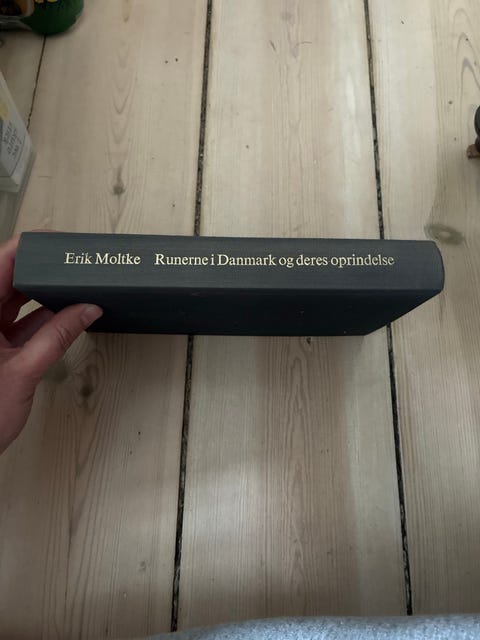 Erik Moltke Runerne i Danmark og deres oprindelse